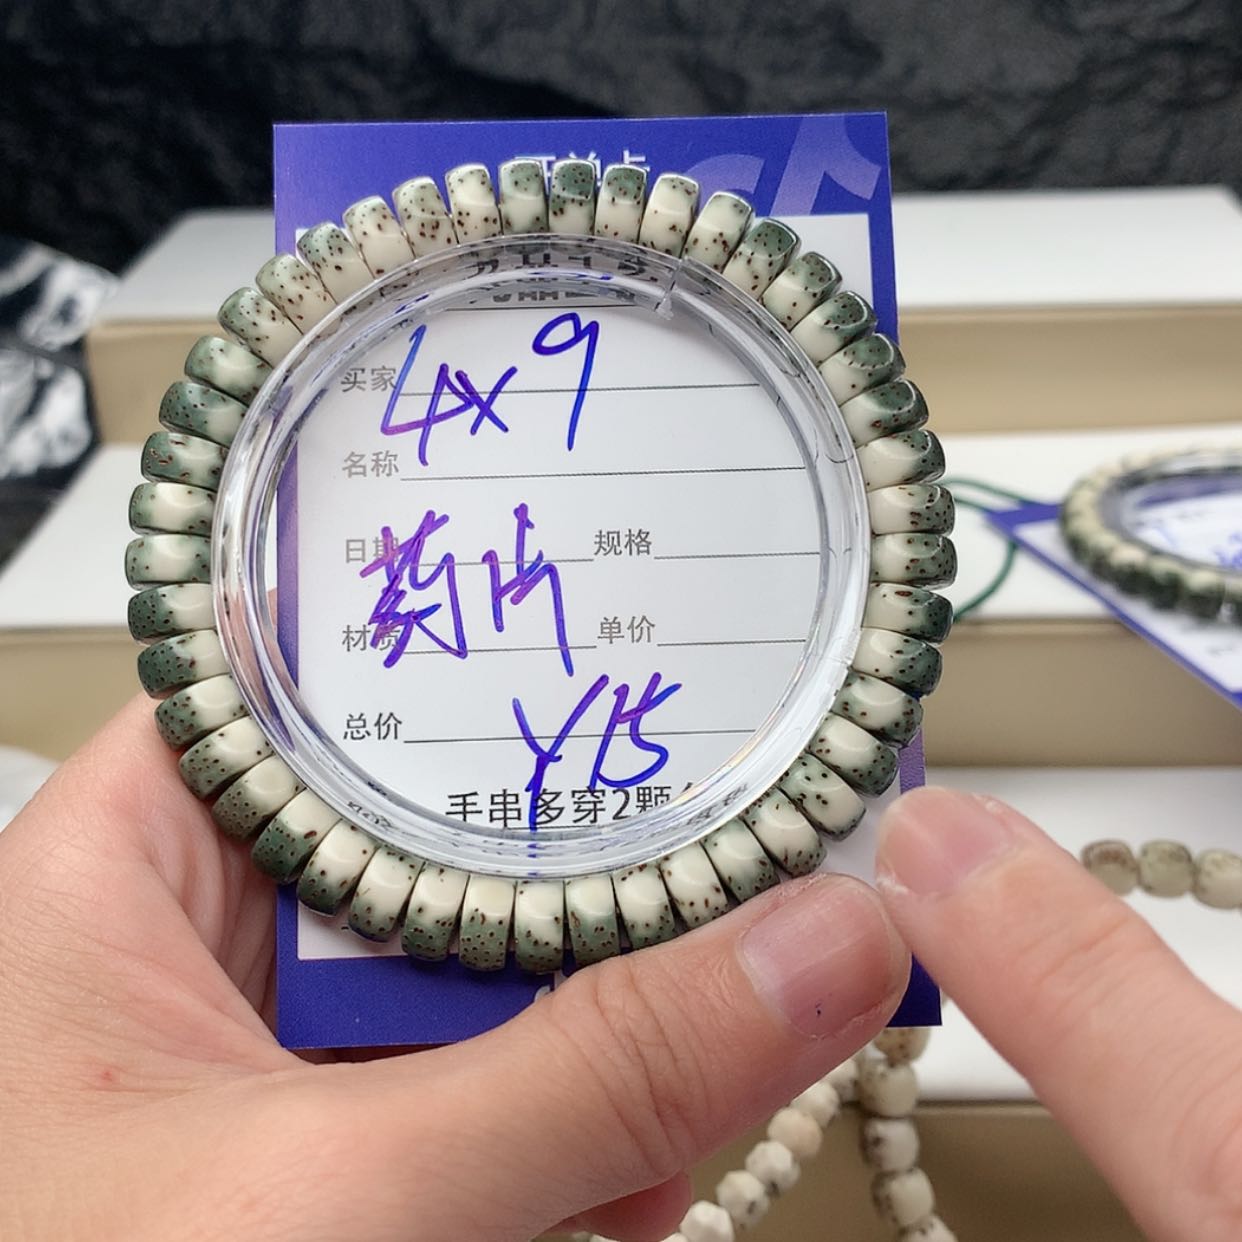 4x9
买家
名称
药片
日期 规格
材质 单价
总价
¥15
手串多穿2颗